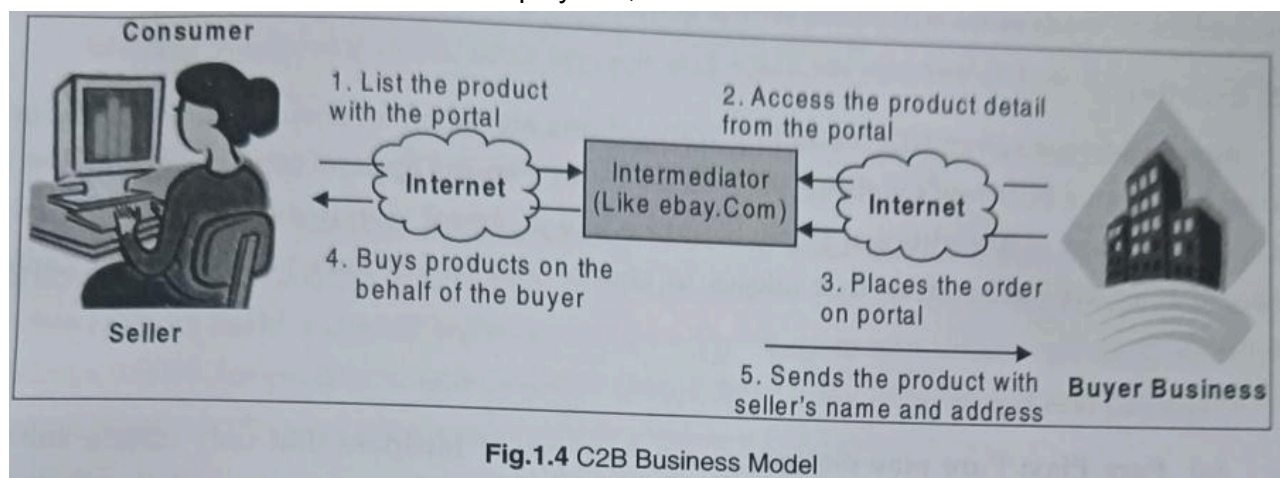 Consumer
1. List the product
with the portal
2. Access the product detail
from the portal
Internet
Intermediator
(Like ebay.Com)
Internet
4. Buys products on the
behalf of the buyer
3. Places the order
on portal
Seller
5. Sends the product with
seller's name and address
Buyer Business
Fig.1.4 C2B Business Model